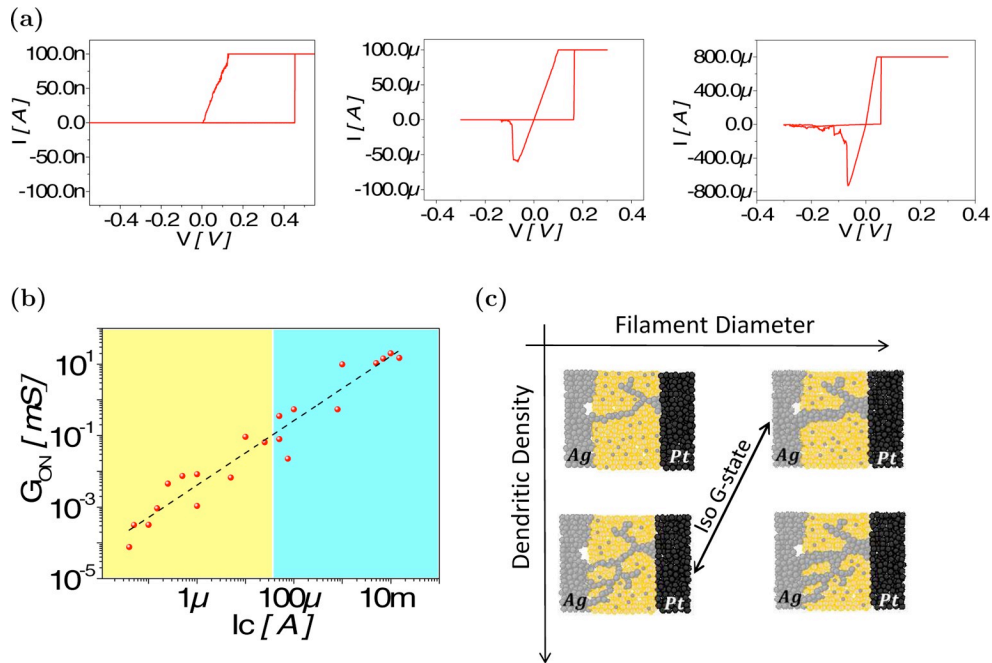 (a)
100.0n
50.0n
0.0
-50.0n
-100.0n
I [A]
-0.4 -0.2 0.0 0.2 0.4
V [V]
100.0µ
50.0µ
0.0
-50.0µ
-100.0µ
I [A]
-0.4 -0.2 0.0 0.2 0.4
V [V]
800.0µ
400.0µ
0.0
-400.0µ
-800.0µ
I [A]
-0.4 -0.2 0.0 0.2 0.4
V [V]
(b)
10¹
10⁻¹
10⁻³
10⁻⁵
G_ON [mS]
1µ 100µ 10m
Ic [A]
(c)
Filament Diameter
Dendritic Density
Ag Pt
Ag Pt
Iso G-state
Ag Pt
Ag Pt